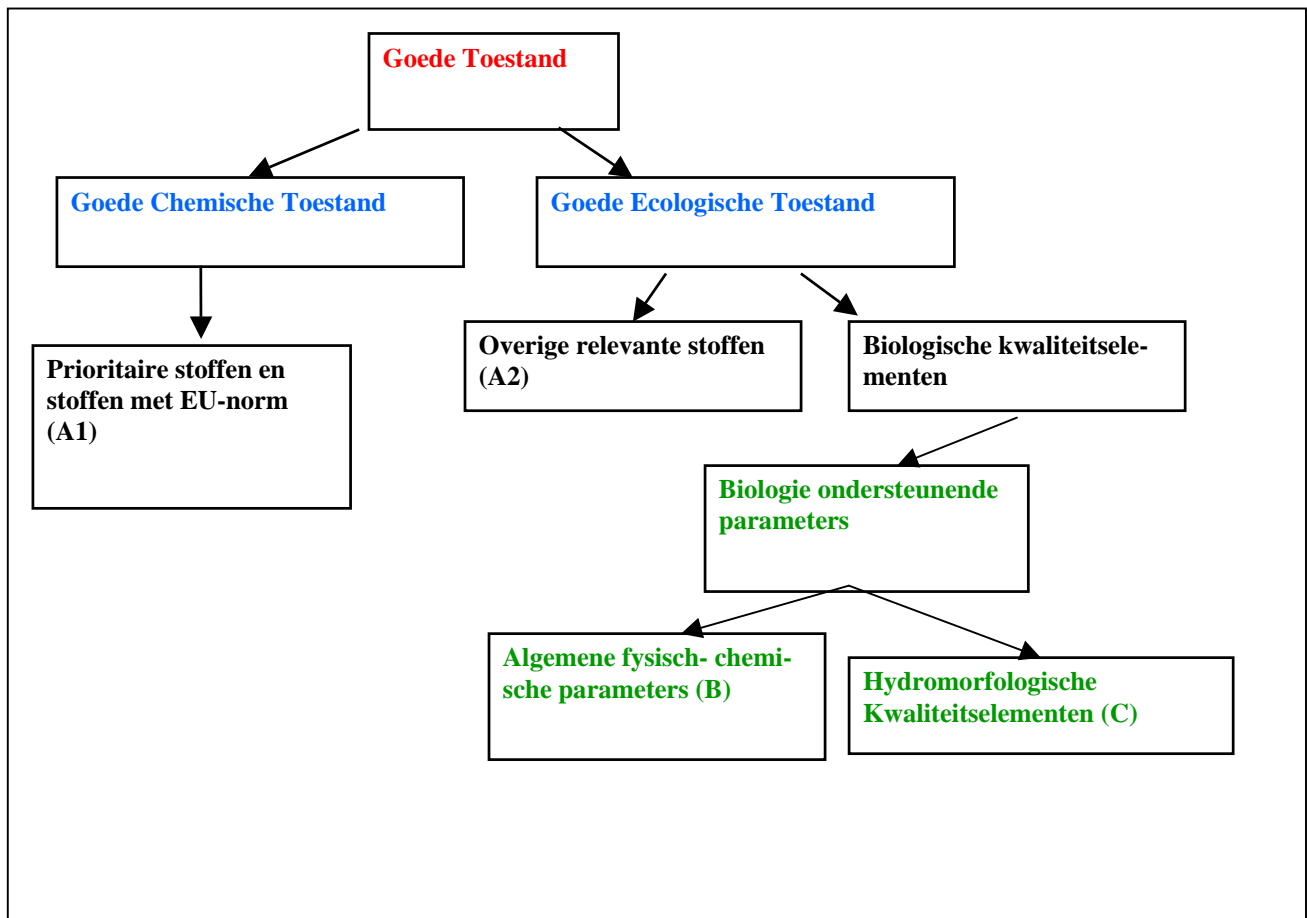 Goede Toestand
Goede Chemische Toestand
Goede Ecologische Toestand
Prioritaire stoffen en
stoffen met EU-norm
(A1)
Overige relevante stoffen
(A2)
Biologische kwaliteitsele-
menten
Biologie ondersteunende
parameters
Algemene fysisch- chemi-
sche parameters (B)
Hydromorfologische
Kwaliteitselementen (C)